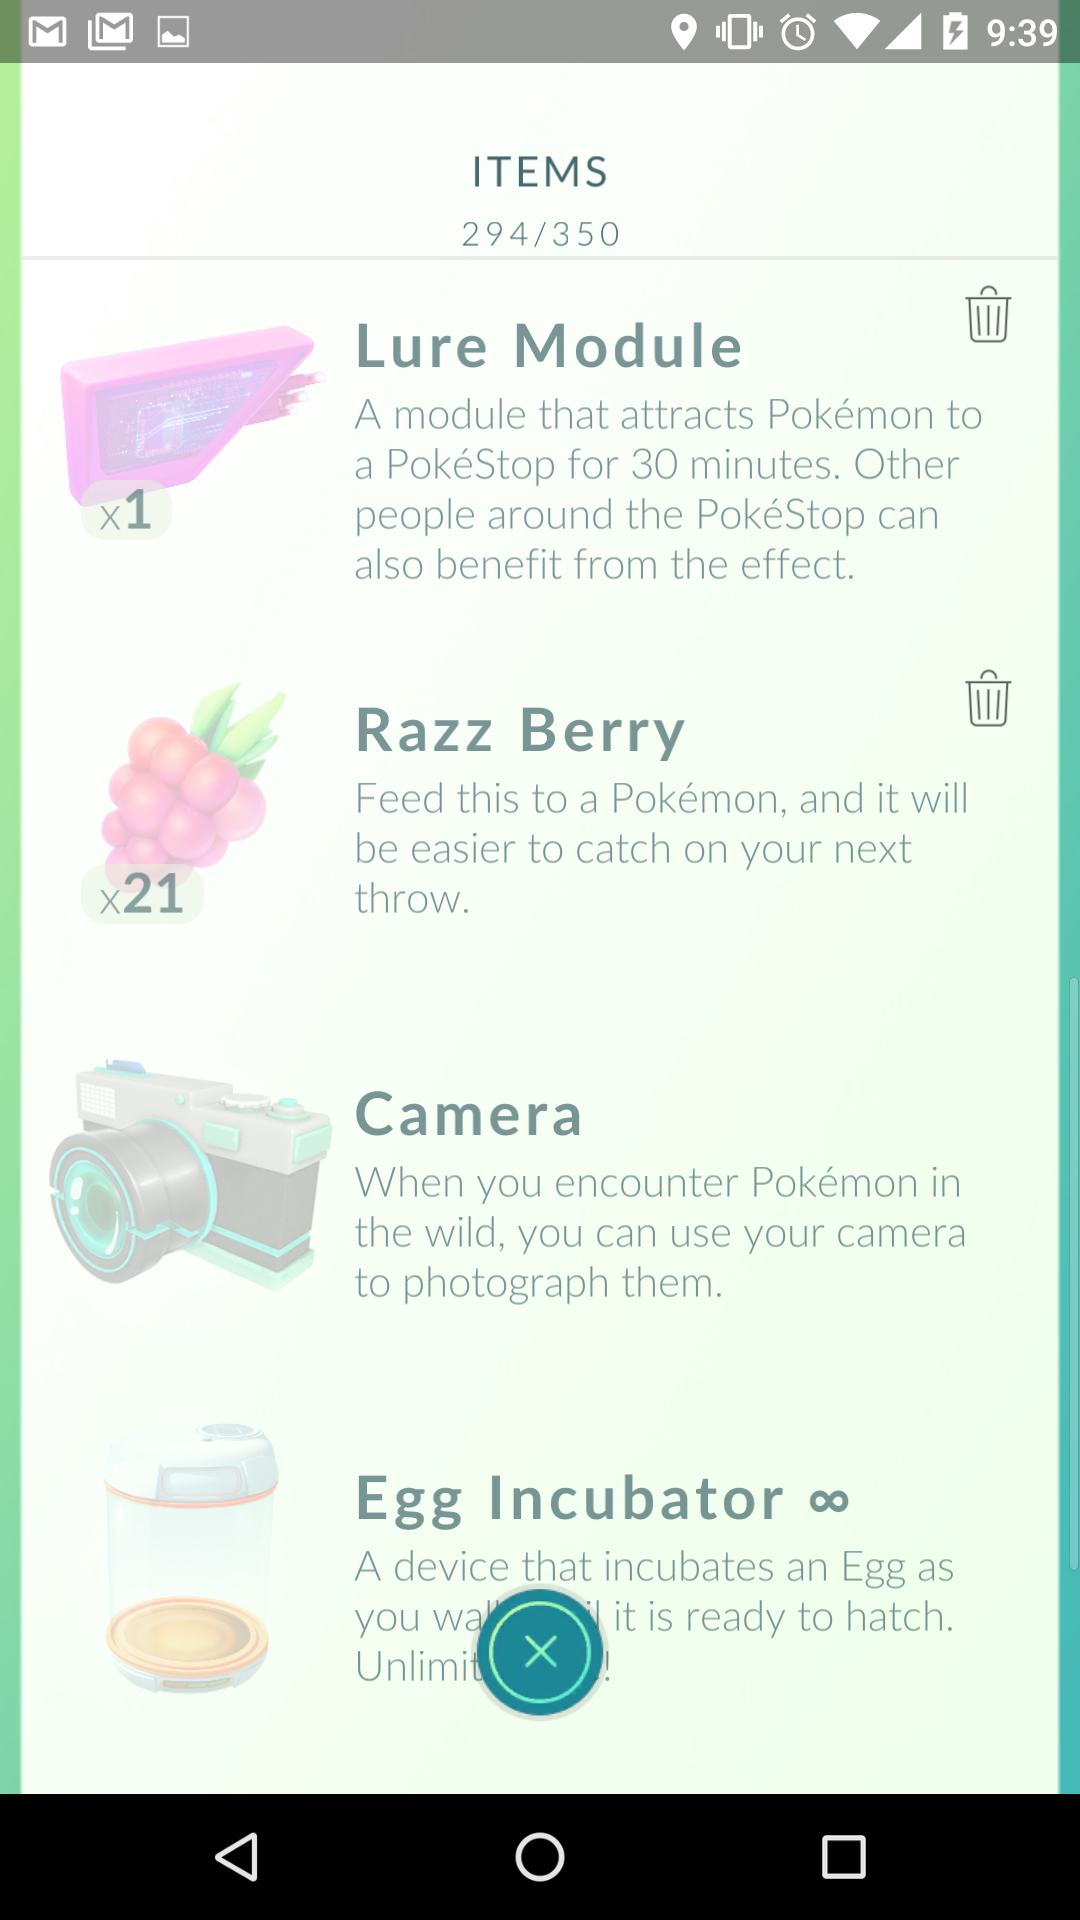 9:39
ITEMS
294/350
Lure Module
A module that attracts Pokémon to
a PokéStop for 30 minutes. Other
people around the PokéStop can
also benefit from the effect.
x1
Razz Berry
Feed this to a Pokémon, and it will
be easier to catch on your next
throw.
x21
Camera
When you encounter Pokémon in
the wild, you can use your camera
to photograph them.
Egg Incubator ∞
A device that incubates an Egg as
you it is ready to hatch.